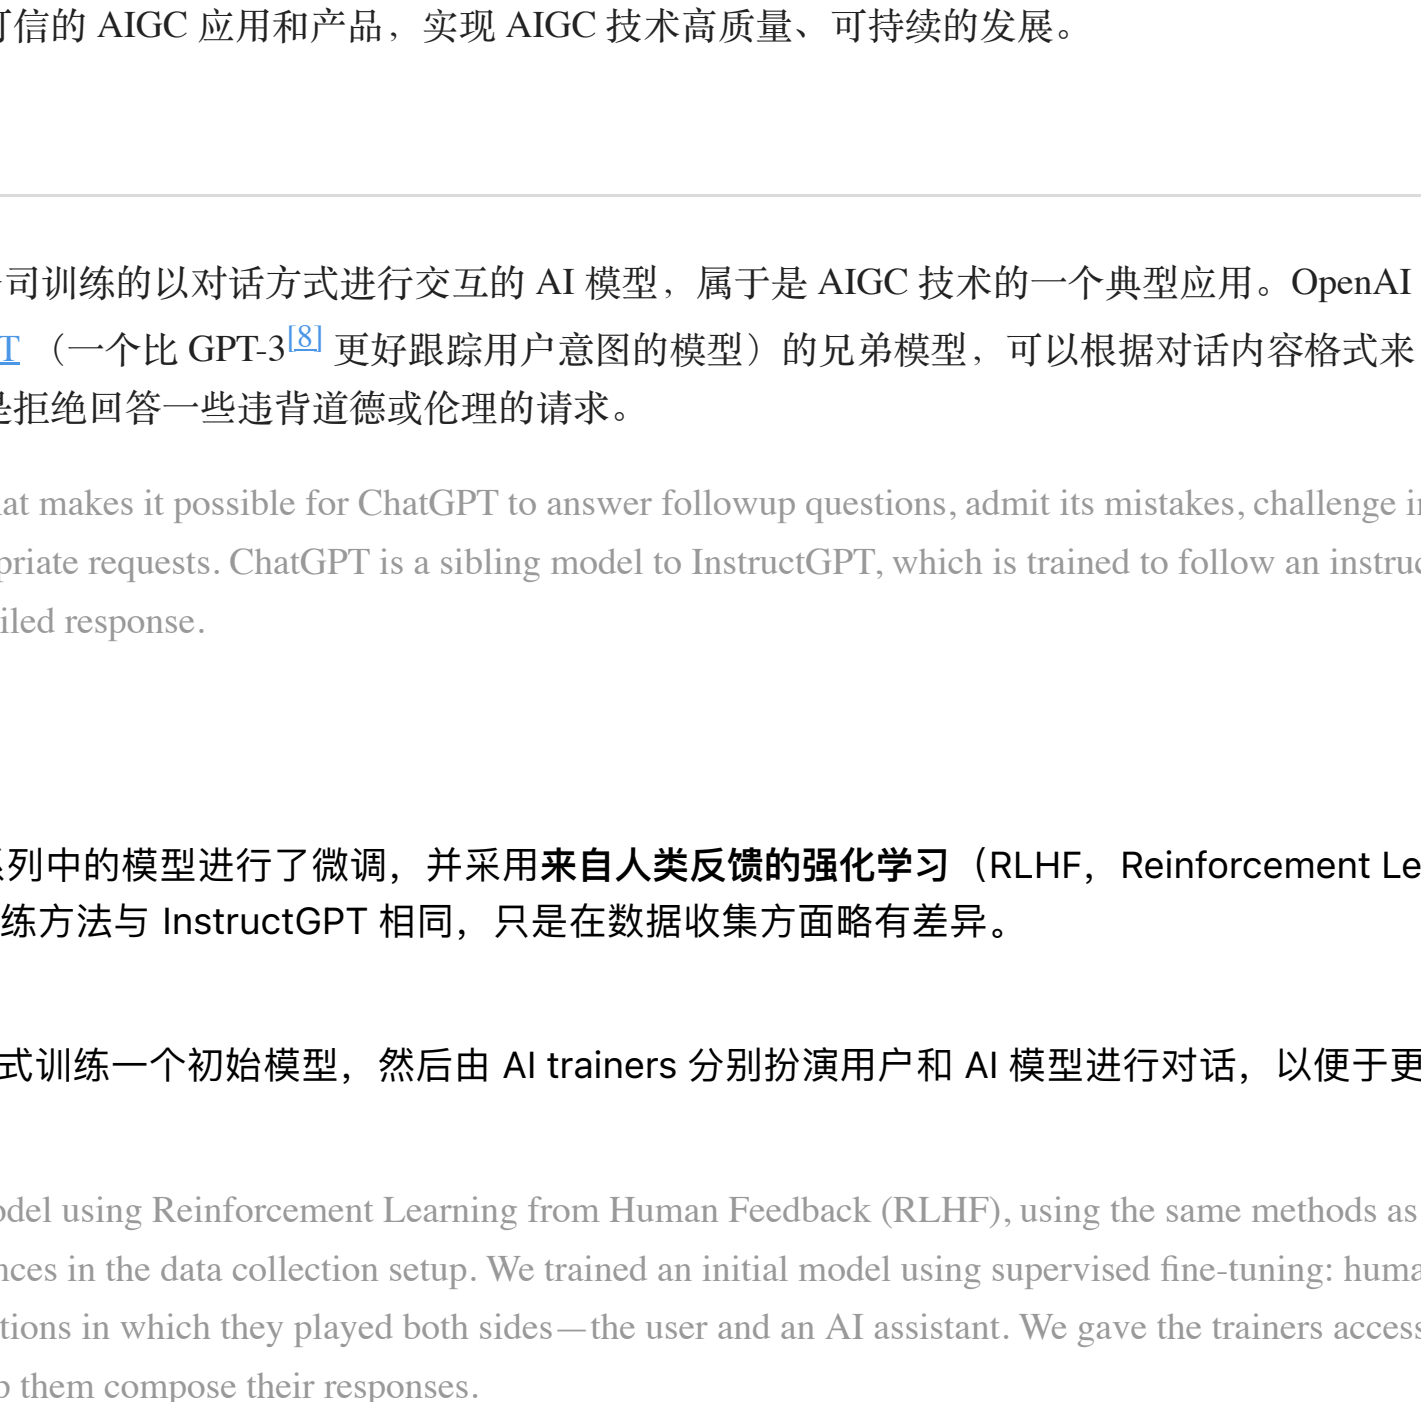 可信的 AIGC 应用和产品，实现 AIGC 技术高质量、可持续的发展。
司训练的以对话方式进行交互的 AI 模型，属于是 AIGC 技术的一个典型应用。OpenAI
T （一个比 GPT-3[8] 更好跟踪用户意图的模型）的兄弟模型，可以根据对话内容格式来
是拒绝回答一些违背道德或伦理的请求。
at makes it possible for ChatGPT to answer followup questions, admit its mistakes, challenge in
priate requests. ChatGPT is a sibling model to InstructGPT, which is trained to follow an instruc
iled response.
系列中的模型进行了微调，并采用来自人类反馈的强化学习（RLHF，Reinforcement Le
练方法与 InstructGPT 相同，只是在数据收集方面略有差异。
式训练一个初始模型，然后由 AI trainers 分别扮演用户和 AI 模型进行对话，以便于更
odel using Reinforcement Learning from Human Feedback (RLHF), using the same methods as
nces in the data collection setup. We trained an initial model using supervised fine-tuning: huma
tions in which they played both sides—the user and an AI assistant. We gave the trainers access
p them compose their responses.